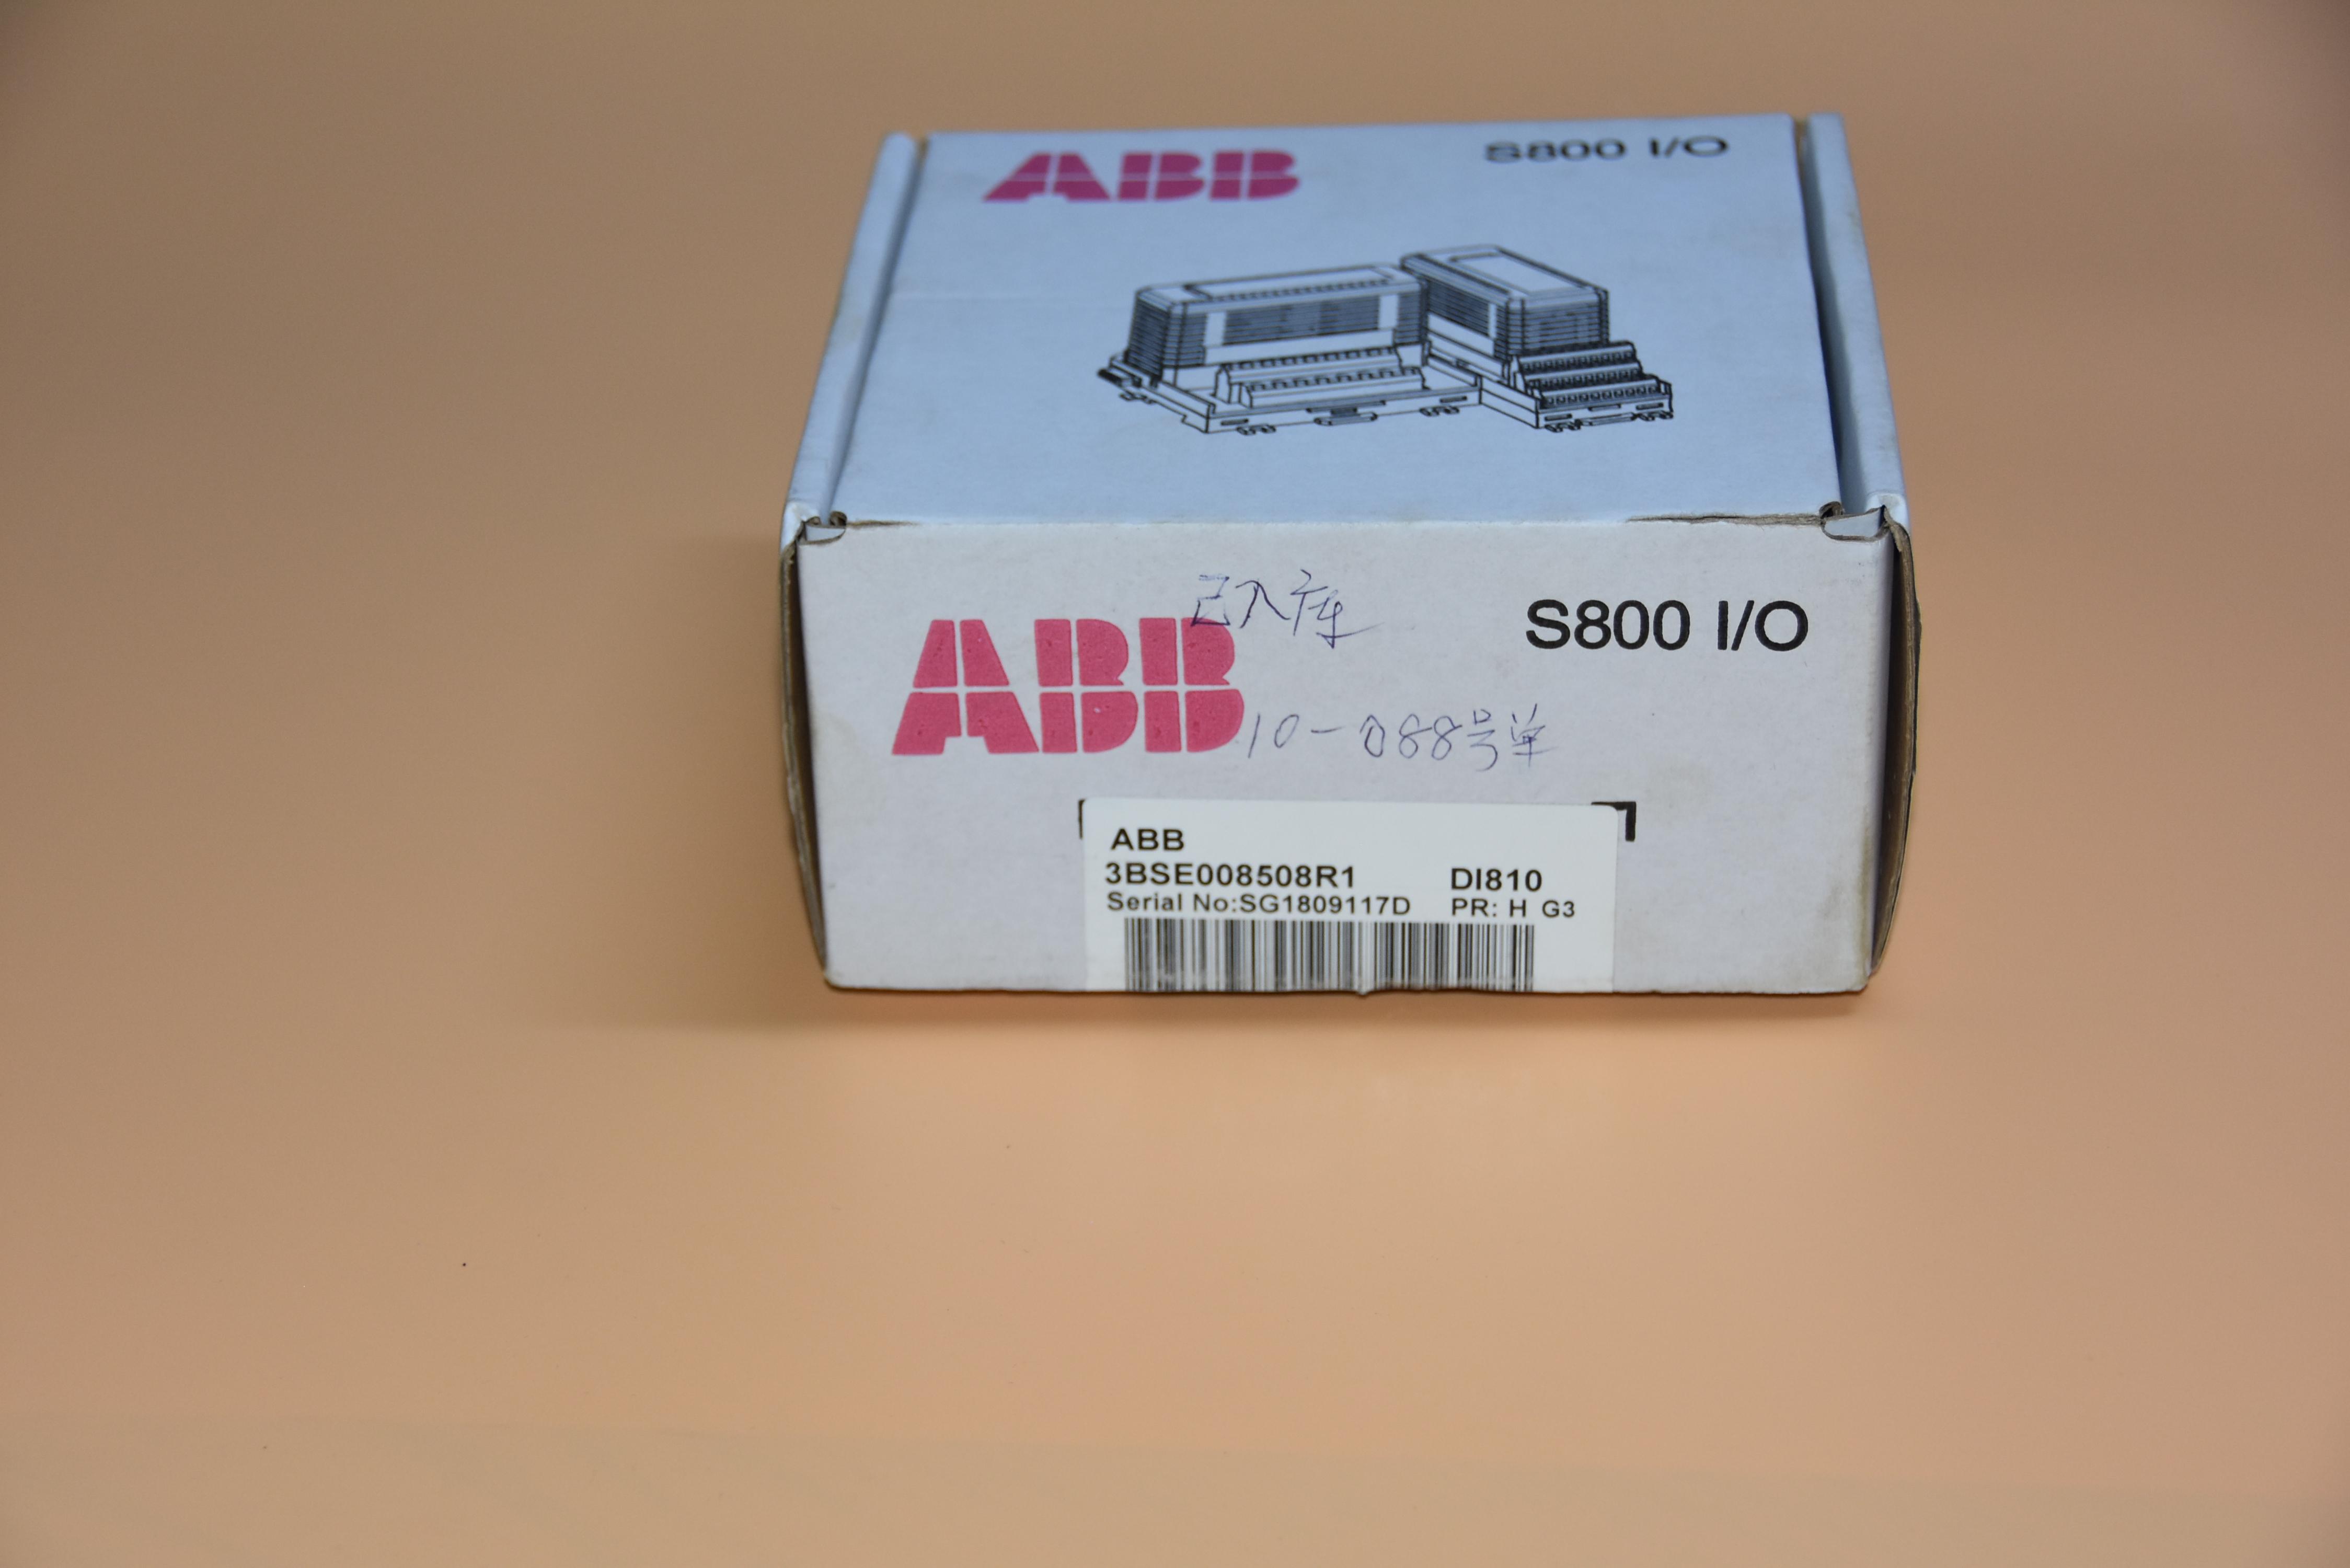 ABB
S800 I/O
已入库
ABB
S800 I/O
10-088号单
ABB
3BSE008508R1 DI810
Serial No:SG1809117D PR: H G3